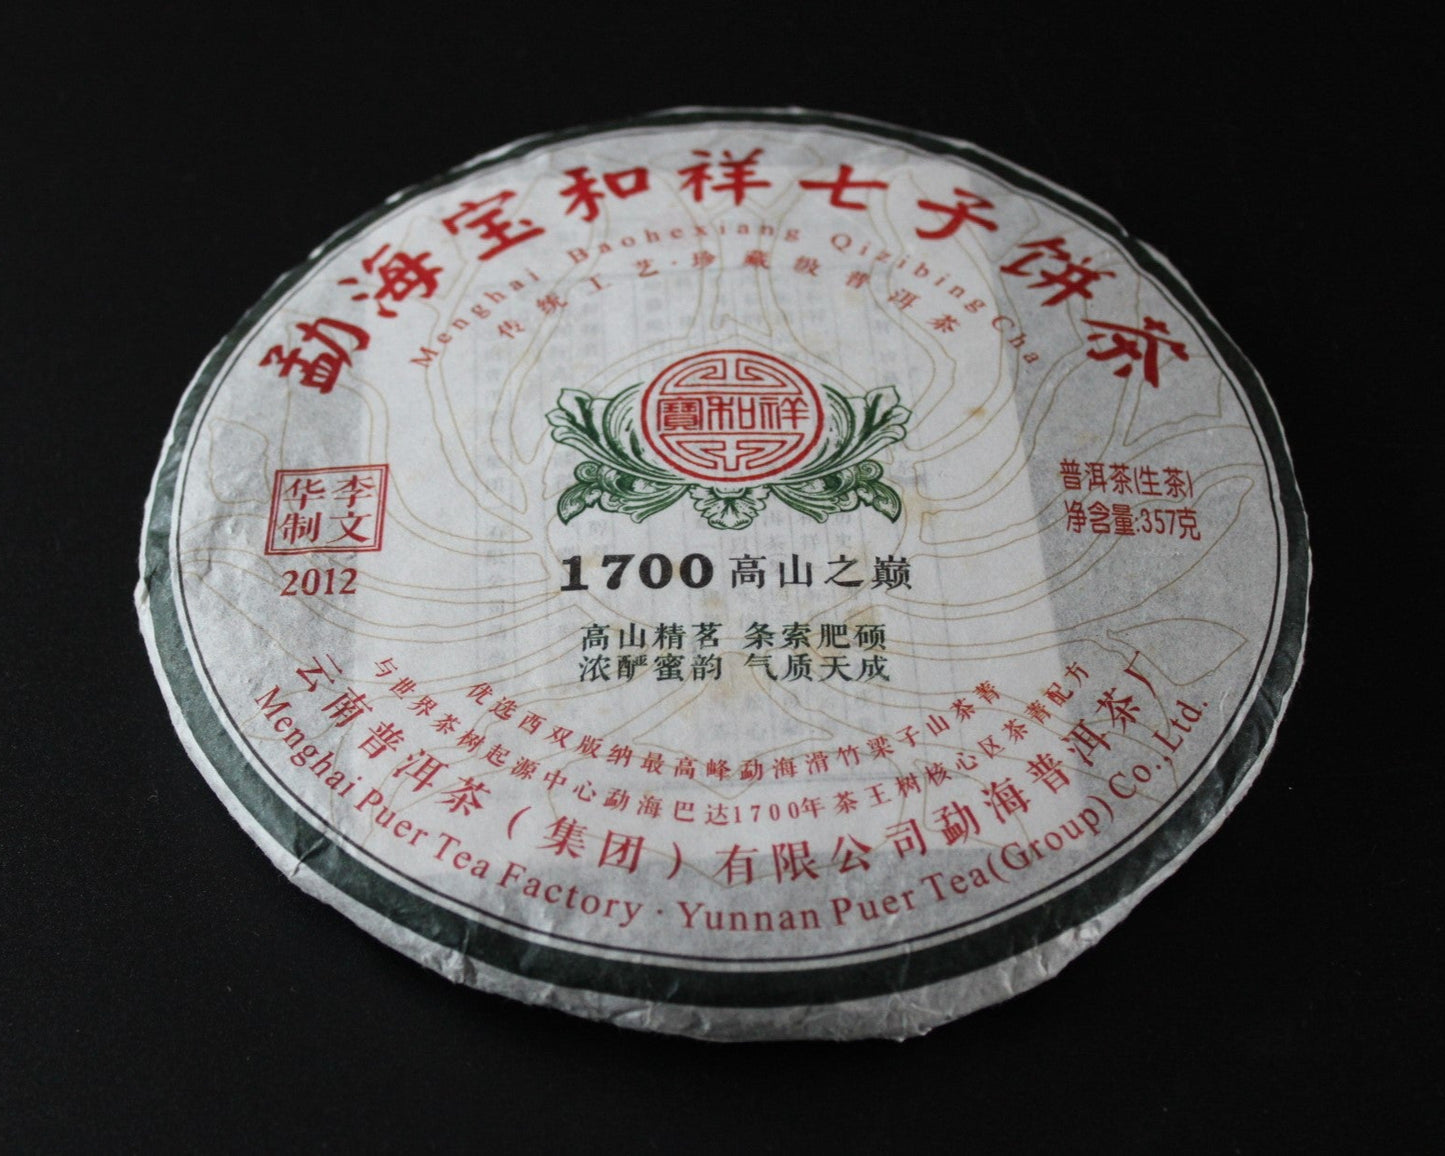 勐海宝和祥七子饼茶
Menghai Baohexiang Qizibing Cha
传统工艺·珍藏级普洱茶
寶和祥
李文
华制
2012
普洱茶(生茶)
净含量:357克
1700 高山之巅
高山精茗 条索肥硕
浓酽蜜韵 气质天成
优选西双版纳最高峰勐海滑竹梁子山茶菁
与世界茶树起源中心勐海巴达1700年茶王树核心区茶菁配方
云南普洱茶（集团）有限公司勐海普洱茶厂
Menghai Puer Tea Factory · Yunnan Puer Tea(Group) Co.,Ltd.